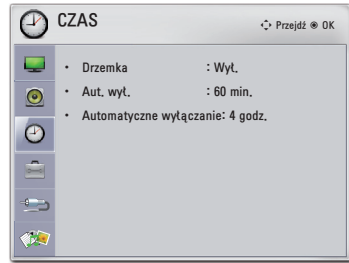 CZAS
Przejdź OK
• Drzemka : Wył.
• Aut. wył. : 60 min.
• Automatyczne wyłączanie: 4 godz.